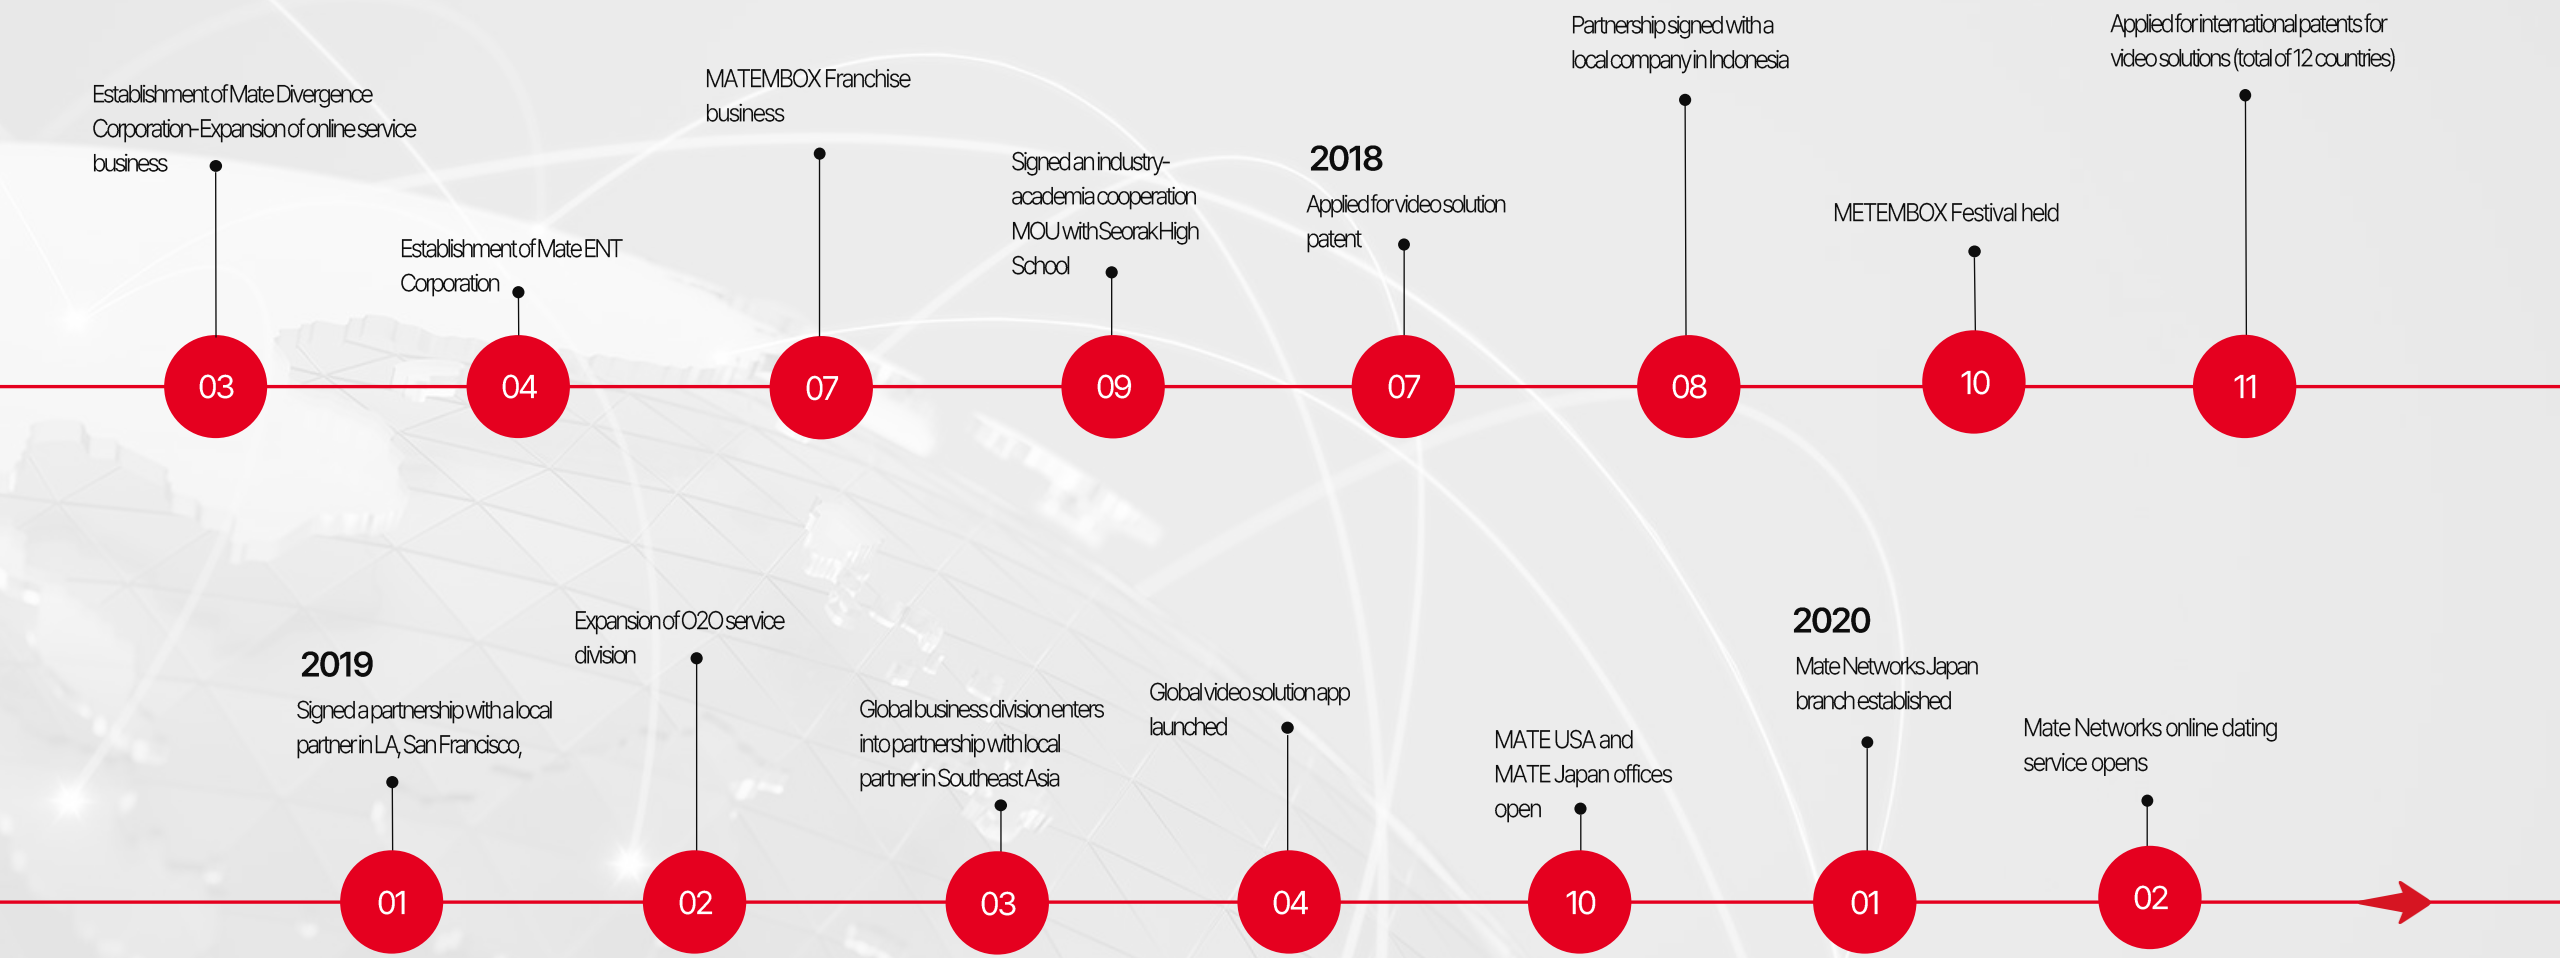 Establishment of Mate Divergence
Corporation-Expansion of online service
business
03
Establishment of Mate ENT
Corporation
04
MATEMBOX Franchise
business
07
Signed an industry-
academia cooperation
MOU with Seorak High
School
09
2018
Applied for video solution
patent
07
Partnership signed with a
local company in Indonesia
08
METEMBOX Festival held
10
Applied for international patents for
video solutions (total of 12 countries)
11
2019
Signed a partnership with a local
partner in LA, San Francisco,
01
Expansion of O2O service
division
02
Global business division enters
into partnership with local
partner in Southeast Asia
03
Global video solution app
launched
04
MATE USA and
MATE Japan offices
open
10
2020
Mate Networks Japan
branch established
01
Mate Networks online dating
service opens
02